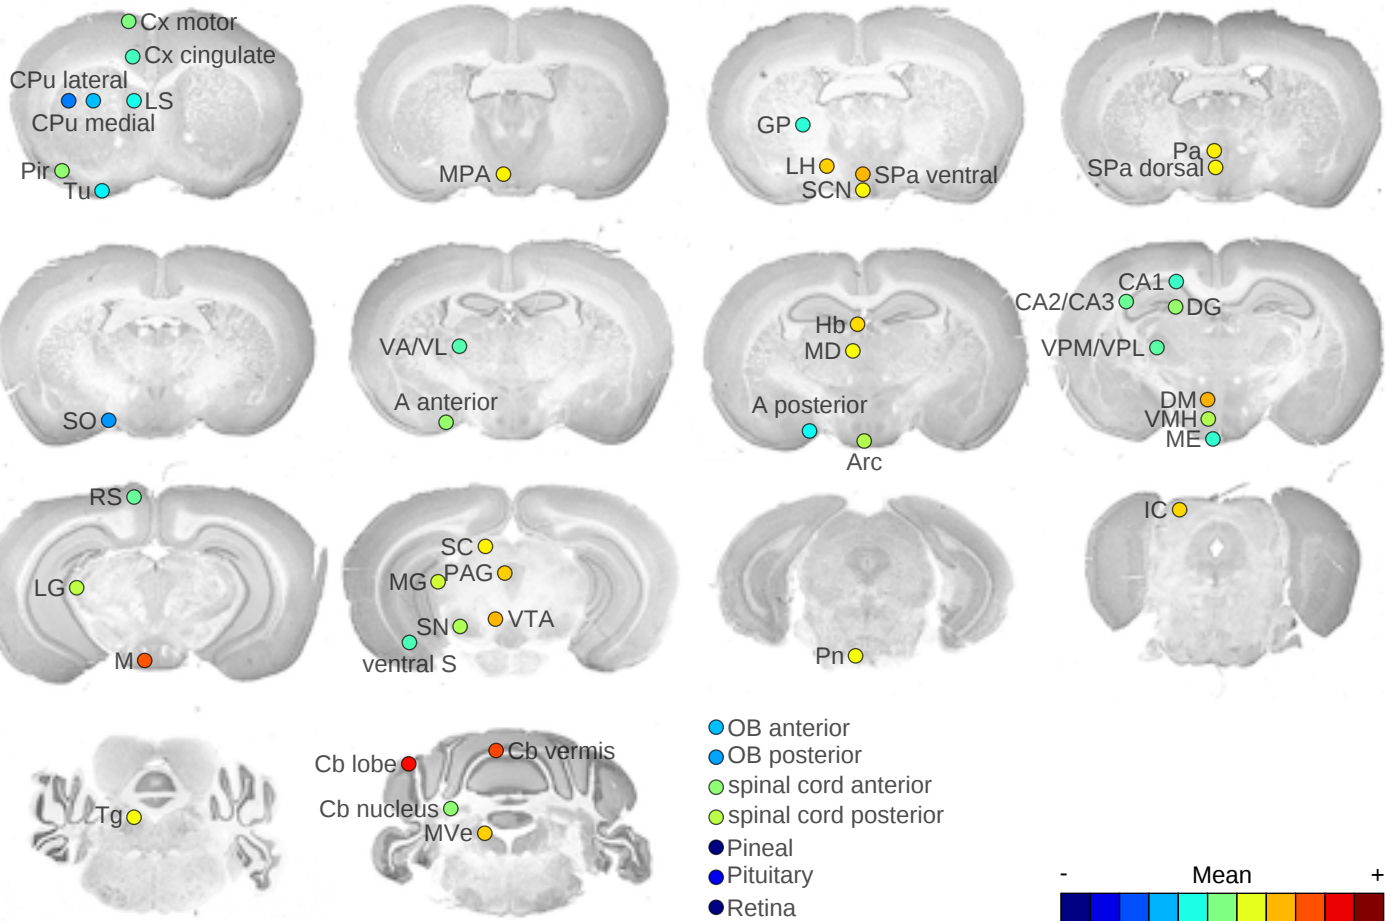 Cx motor
Cx cingulate
CPu lateral
LS
CPu medial
Pir
Tu
MPA
GP
LH
SPa ventral
SCN
Pa
SPa dorsal
SO
VA/VL
A anterior
Hb
MD
A posterior
Arc
CA1
CA2/CA3
DG
VPM/VPL
DM
VMH
ME
RS
LG
M
SC
PAG
MG
VTA
SN
ventral S
Pn
IC
Tg
Cb lobe
Cb vermis
Cb nucleus
MVe
OB anterior
OB posterior
spinal cord anterior
spinal cord posterior
Pineal
Pituitary
Retina
- Mean +